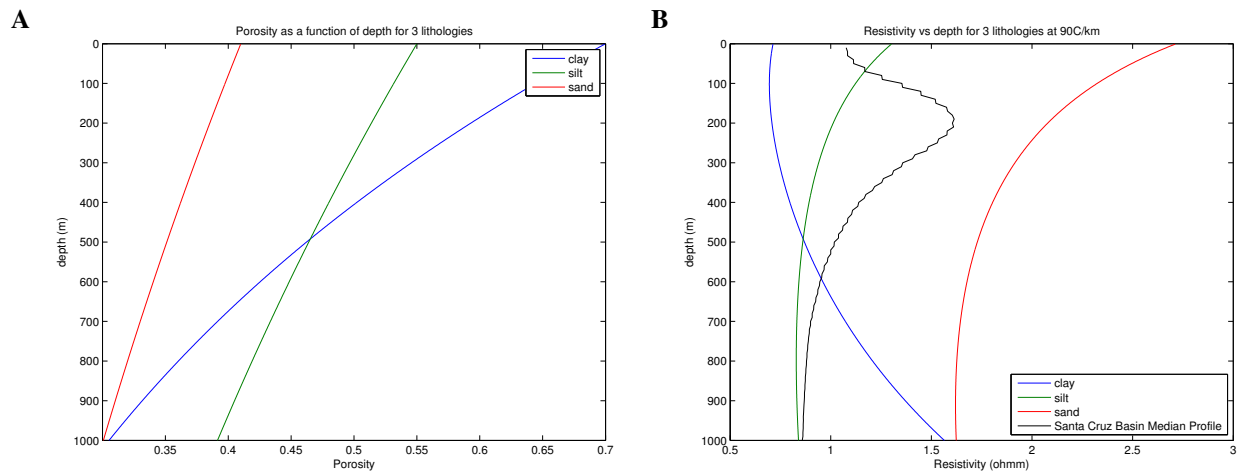 A
Porosity as a function of depth for 3 lithologies
depth (m)
0
100
200
300
400
500
600
700
800
900
1000
0.35
0.4
0.45
0.5
0.55
0.6
0.65
0.7
Porosity
clay
silt
sand
B
Resistivity vs depth for 3 lithologies at 90C/km
depth (m)
0
100
200
300
400
500
600
700
800
900
1000
0.5
1
1.5
2
2.5
3
Resistivity (ohmm)
clay
silt
sand
Santa Cruz Basin Median Profile